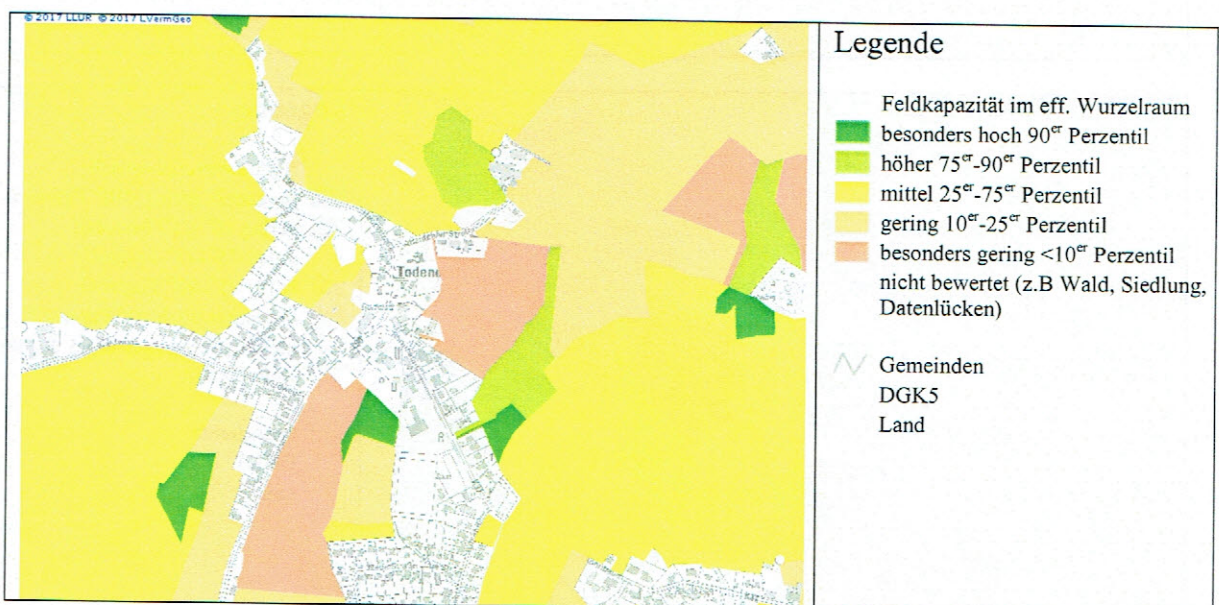 © 2017 LLUR © 2017 LVermGeo
Legende
Feldkapazität im eff. Wurzelraum
besonders hoch 90er Perzentil
höher 75er-90er Perzentil
mittel 25er-75er Perzentil
gering 10er-25er Perzentil
besonders gering <10er Perzentil
nicht bewertet (z.B Wald, Siedlung,
Datenlücken)
Gemeinden
DGK5
Land
Todene